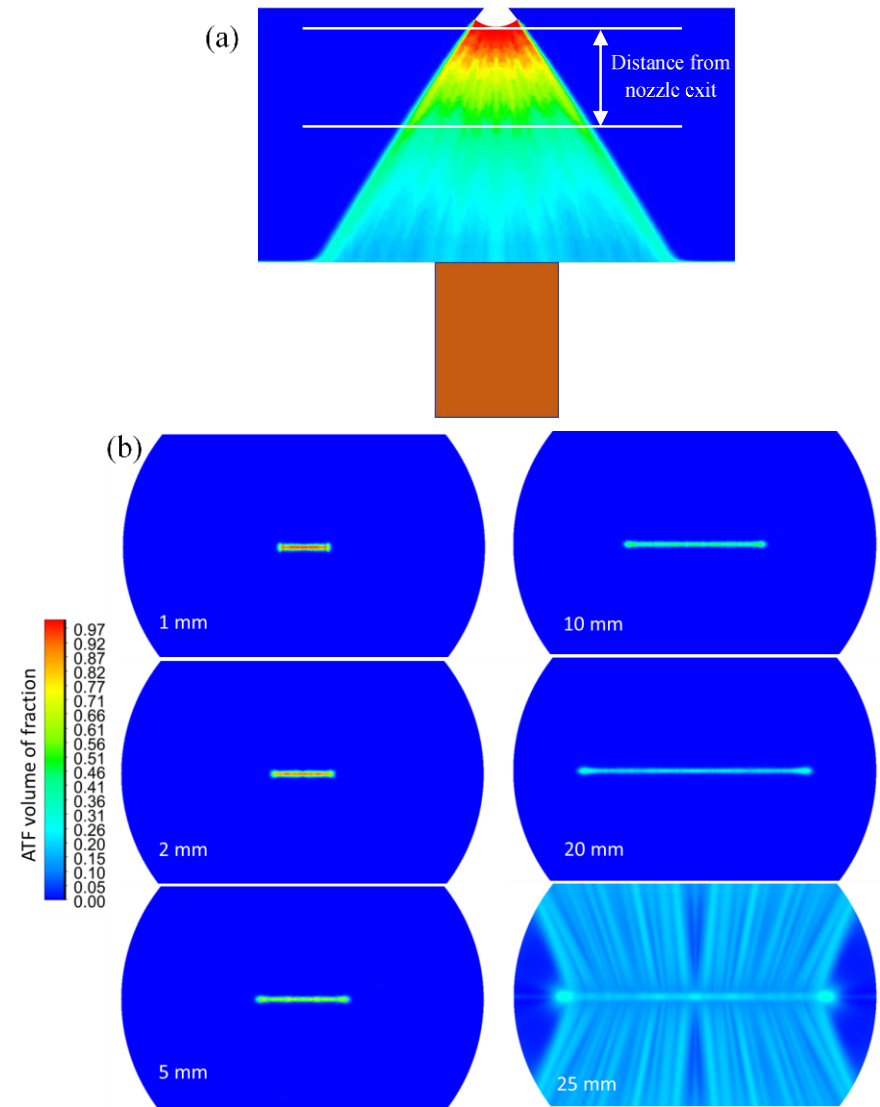 (a)
Distance from
nozzle exit
(b)
1 mm
10 mm
2 mm
20 mm
5 mm
25 mm
ATF volume of fraction
0.97
0.92
0.87
0.82
0.77
0.71
0.66
0.61
0.56
0.51
0.46
0.41
0.36
0.31
0.26
0.20
0.15
0.10
0.05
0.00